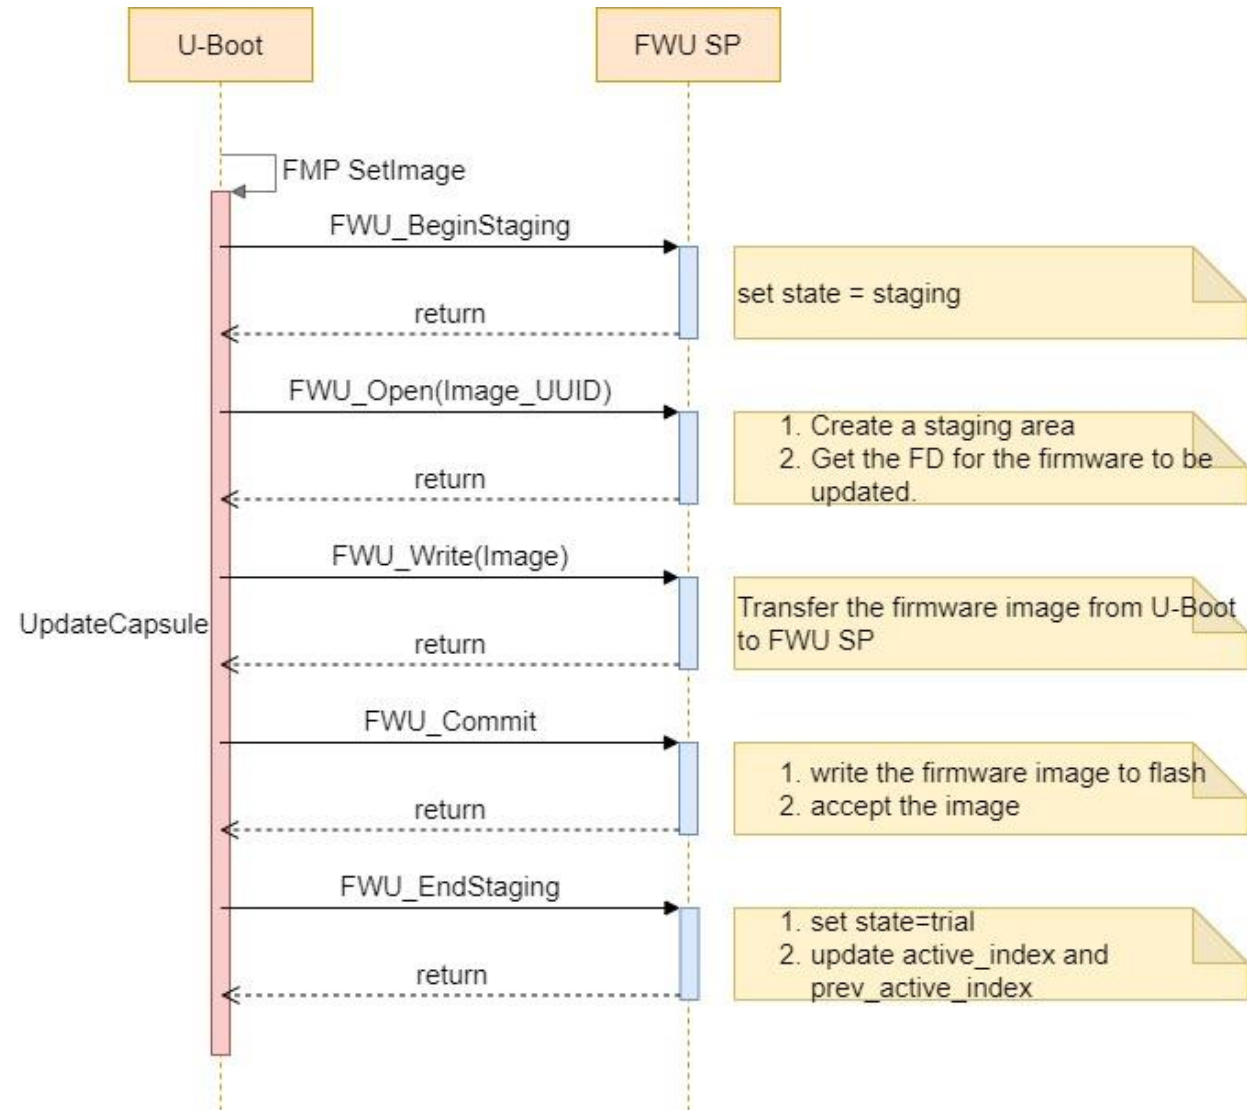 U-Boot
FWU SP
FMP SetImage
FWU_BeginStaging
set state = staging
return
FWU_Open(Image_UUID)
1. Create a staging area
2. Get the FD for the firmware to be
updated.
return
FWU_Write(Image)
Transfer the firmware image from U-Boot
to FWU SP
UpdateCapsule
return
FWU_Commit
1. write the firmware image to flash
2. accept the image
return
FWU_EndStaging
1. set state=trial
2. update active_index and
prev_active_index
return